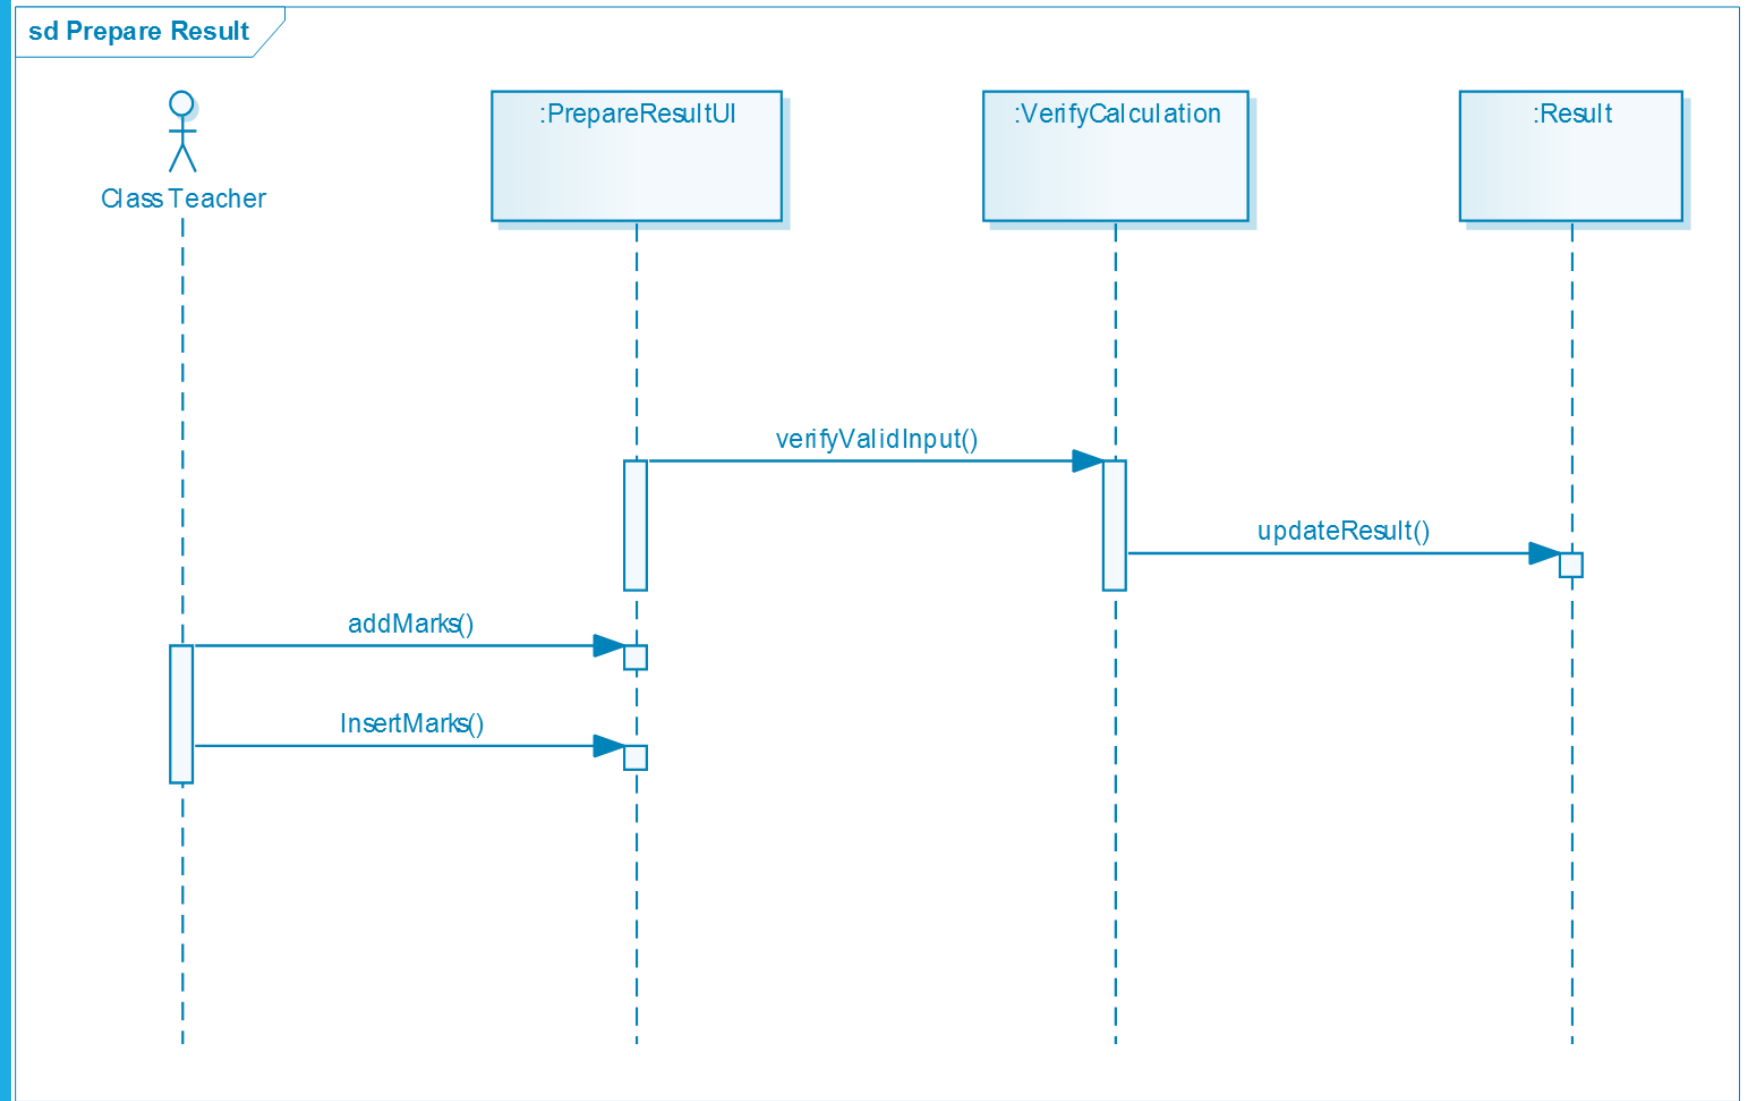 sd Prepare Result
Class Teacher
:PrepareResultUI
:VerifyCalculation
:Result
verifyValidInput()
updateResult()
addMarks()
InsertMarks()